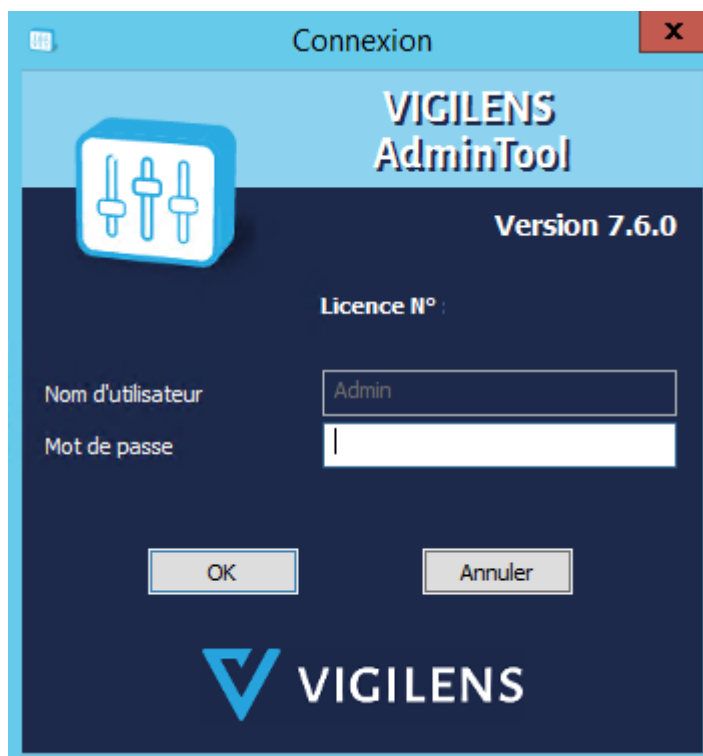 Connexion
x
VIGILENS
AdminTool
Version 7.6.0
Licence N° :
Nom d'utilisateur
Admin
Mot de passe
OK
Annuler
VIGILENS